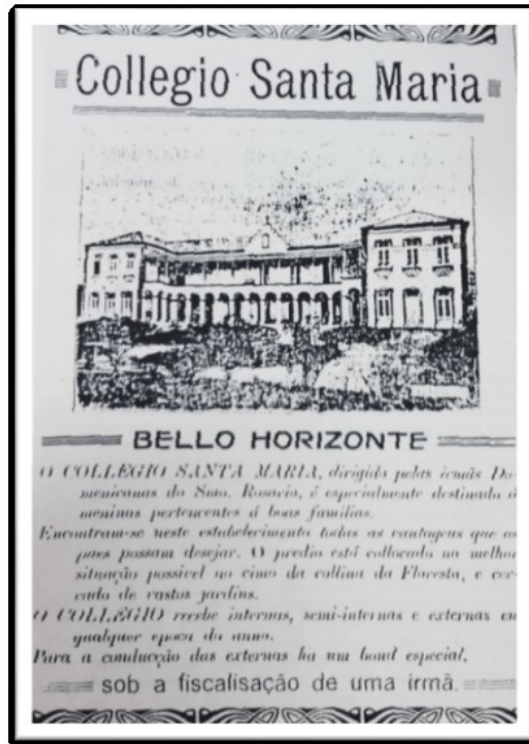 Collegio Santa Maria
BELLO HORIZONTE
O COLLEGIO SANTA MARIA, dirigido pelas irmãs Do-
menicanas do Smo. Rosario, é especialmente destinado á
meninas pertencentes á boas familias.
Encontram-se neste estabelecimento todas as vantagens que os
paes possam desejar. O predio está collocado na melhor
situação possivel no cimo da collina da Floresta, e cer-
cado de vastos jardins.
O COLLEGIO recebe internas, semi-internas e externas em
qualquer epoca do anno.
Para a conducção das externas ha um bond especial,
sob a fiscalisação de uma irmã.